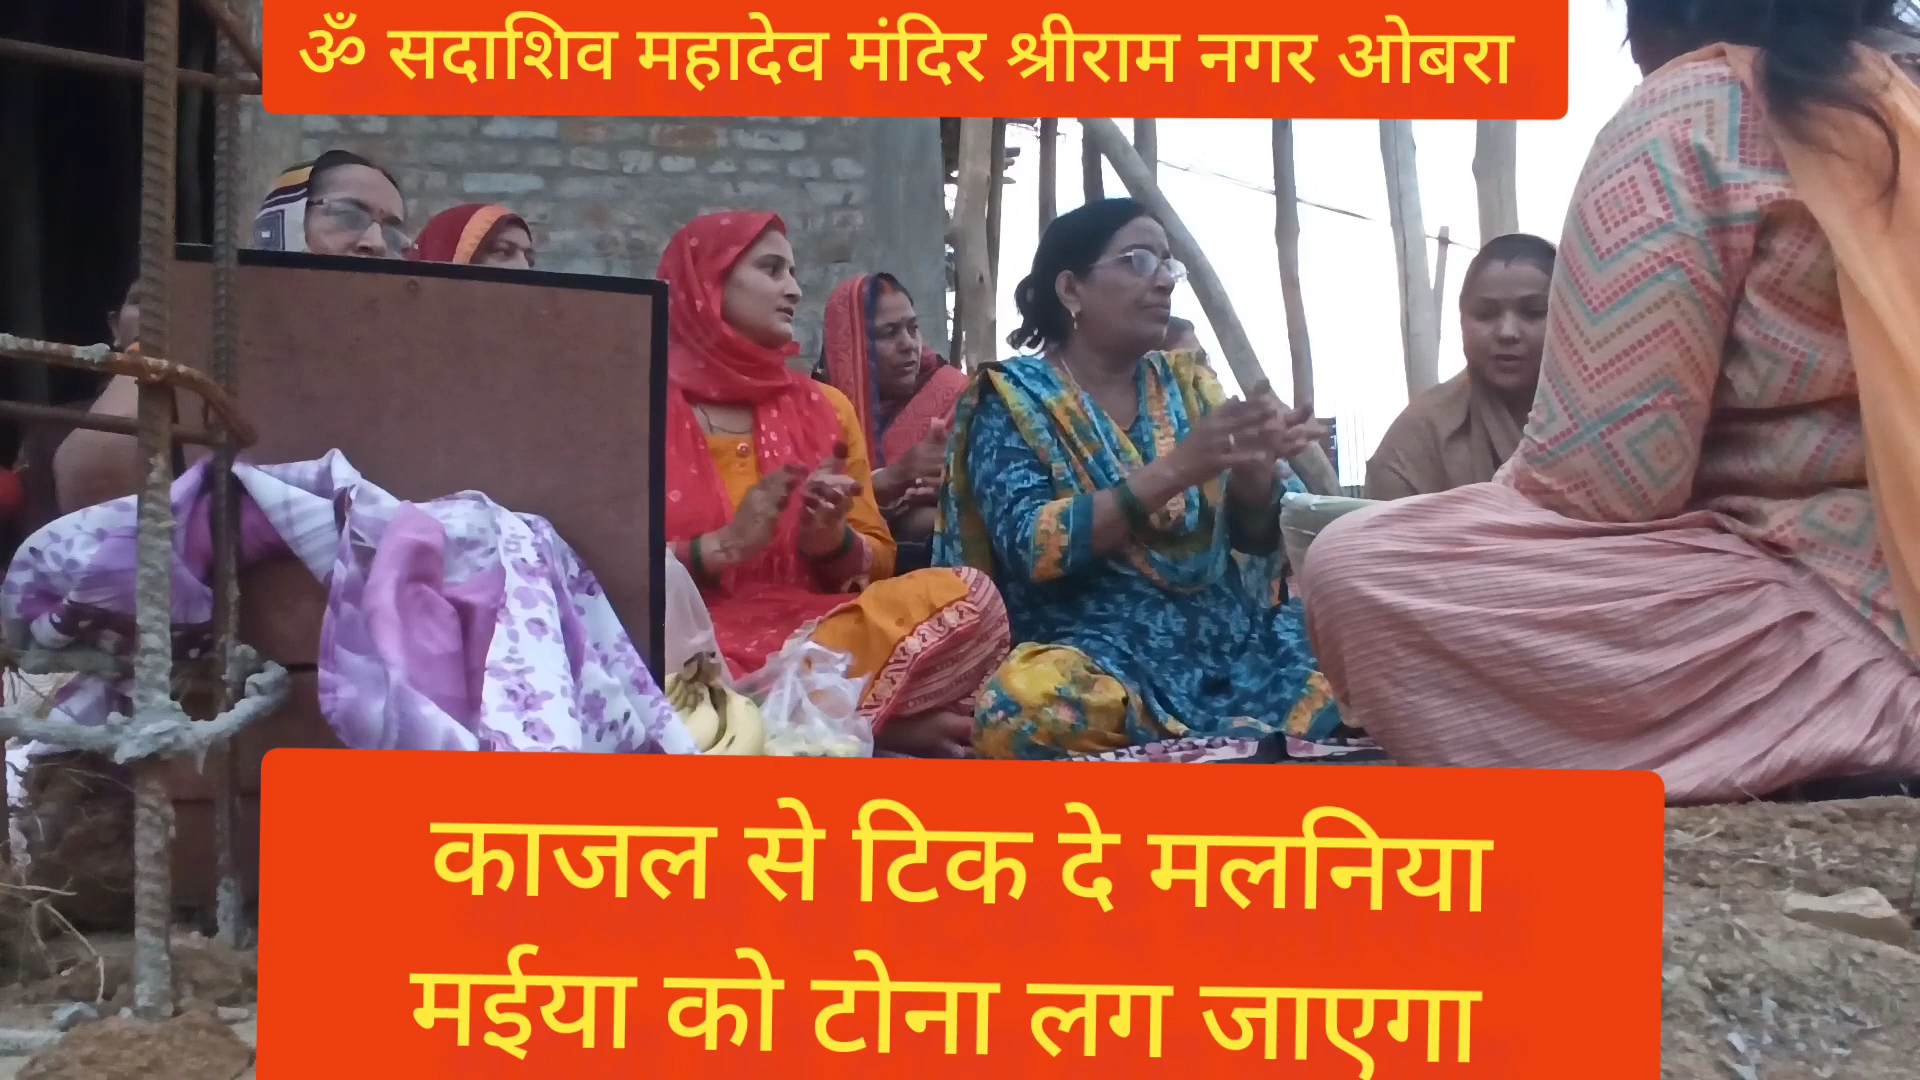 ॐ सदाशिव महादेव मंदिर श्रीराम नगर ओबरा
काजल से टिक दे मलनिया
मईया को टोना लग जाएगा